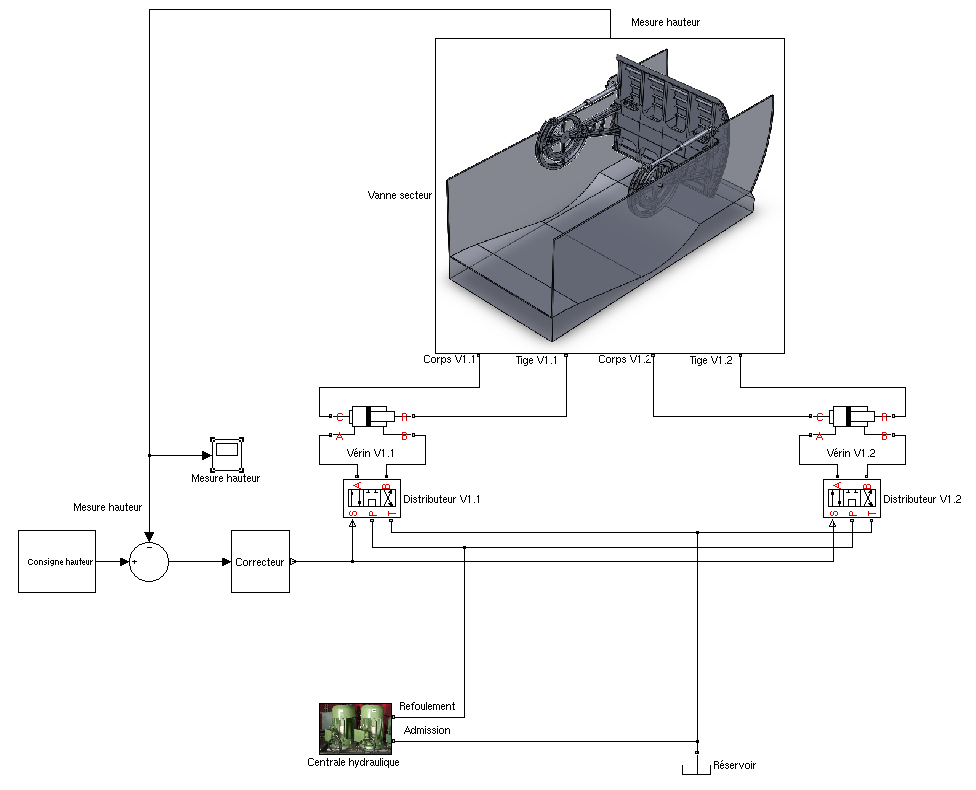 Mesure hauteur
Vanne secteur
Corps V1.1
Tige V1.1
Corps V1.2
Tige V1.2
C
R
C
R
A
B
A
B
Vérin V1.1
Vérin V1.2
Mesure hauteur
A
B
A
B
Distributeur V1.1
Distributeur V1.2
S
P
T
S
P
T
Mesure hauteur
-
+
Consigne hauteur
Correcteur
Refoulement
Admission
Centrale hydraulique
Réservoir